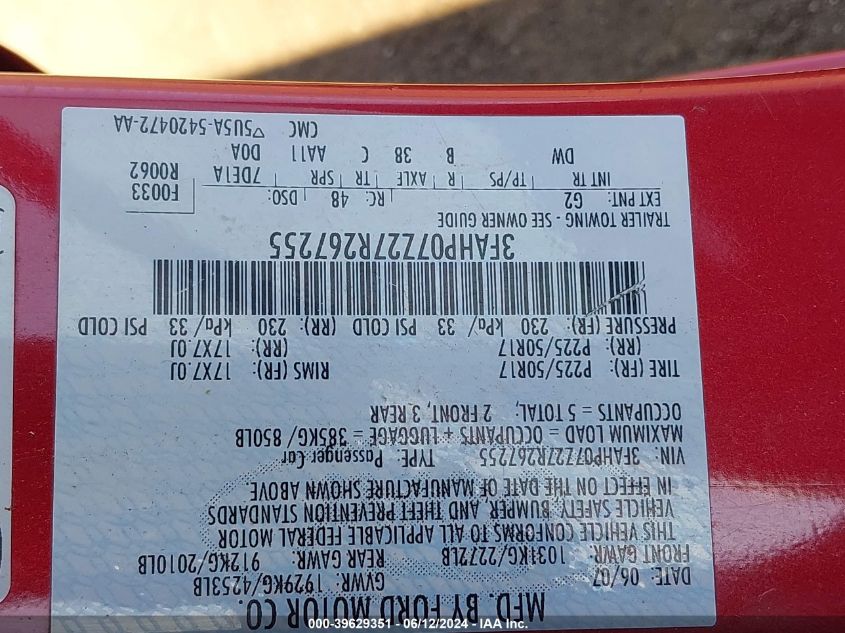 MFD. BY FORD MOTOR CO.
DATE: 06/07 GVWR: 1929KG/4253LB
FRONT GAWR: 1031KG/2272LB REAR GAWR: 912KG/2010LB
THIS VEHICLE CONFORMS TO ALL APPLICABLE FEDERAL MOTOR
VEHICLE SAFETY, BUMPER, AND THEFT PREVENTION STANDARDS
IN EFFECT ON THE DATE OF MANUFACTURE SHOWN ABOVE
VIN: 3FAHP07Z27R267255 TYPE: Passenger Car
MAXIMUM LOAD = OCCUPANTS + LUGGAGE = 385KG/850LB
OCCUPANTS = 5 TOTAL: 2 FRONT, 3 REAR
TIRE (FR): P225/50R17 RIMS (FR): 17X7.0J
(RR): P225/50R17 (RR): 17X7.0J
PRESSURE (FR): 230 kPa/ 33 PSI COLD (RR): 230 kPa/ 33 PSI COLD
3FAHP07Z27R267255
TRAILER TOWING - SEE OWNER GUIDE
EXT PNT: G2 RC: 48 DSO: F0033
INT TR TP/PS R AXLE TR SPR 7DE1A R0062
DW B 38 C AA11 D0A
CMC ▽5U5A-5420472-AA
000-39629351 - 06/12/2024 - IAA Inc.